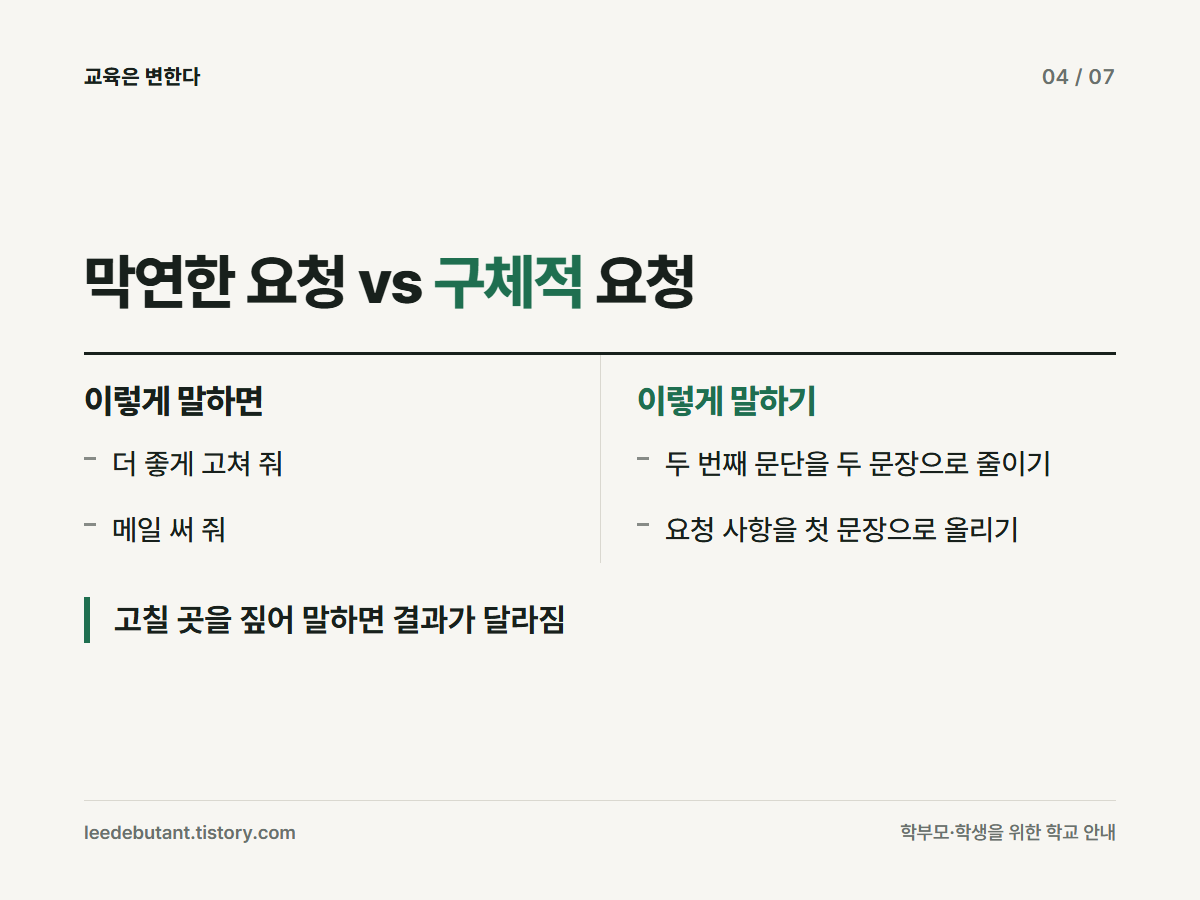 교육은 변한다
04 / 07
막연한 요청 vs 구체적 요청
이렇게 말하면
- 더 좋게 고쳐 줘
- 메일 써 줘
이렇게 말하기
- 두 번째 문단을 두 문장으로 줄이기
- 요청 사항을 첫 문장으로 올리기
고칠 곳을 짚어 말하면 결과가 달라짐
leedebutant.tistory.com
학부모·학생을 위한 학교 안내